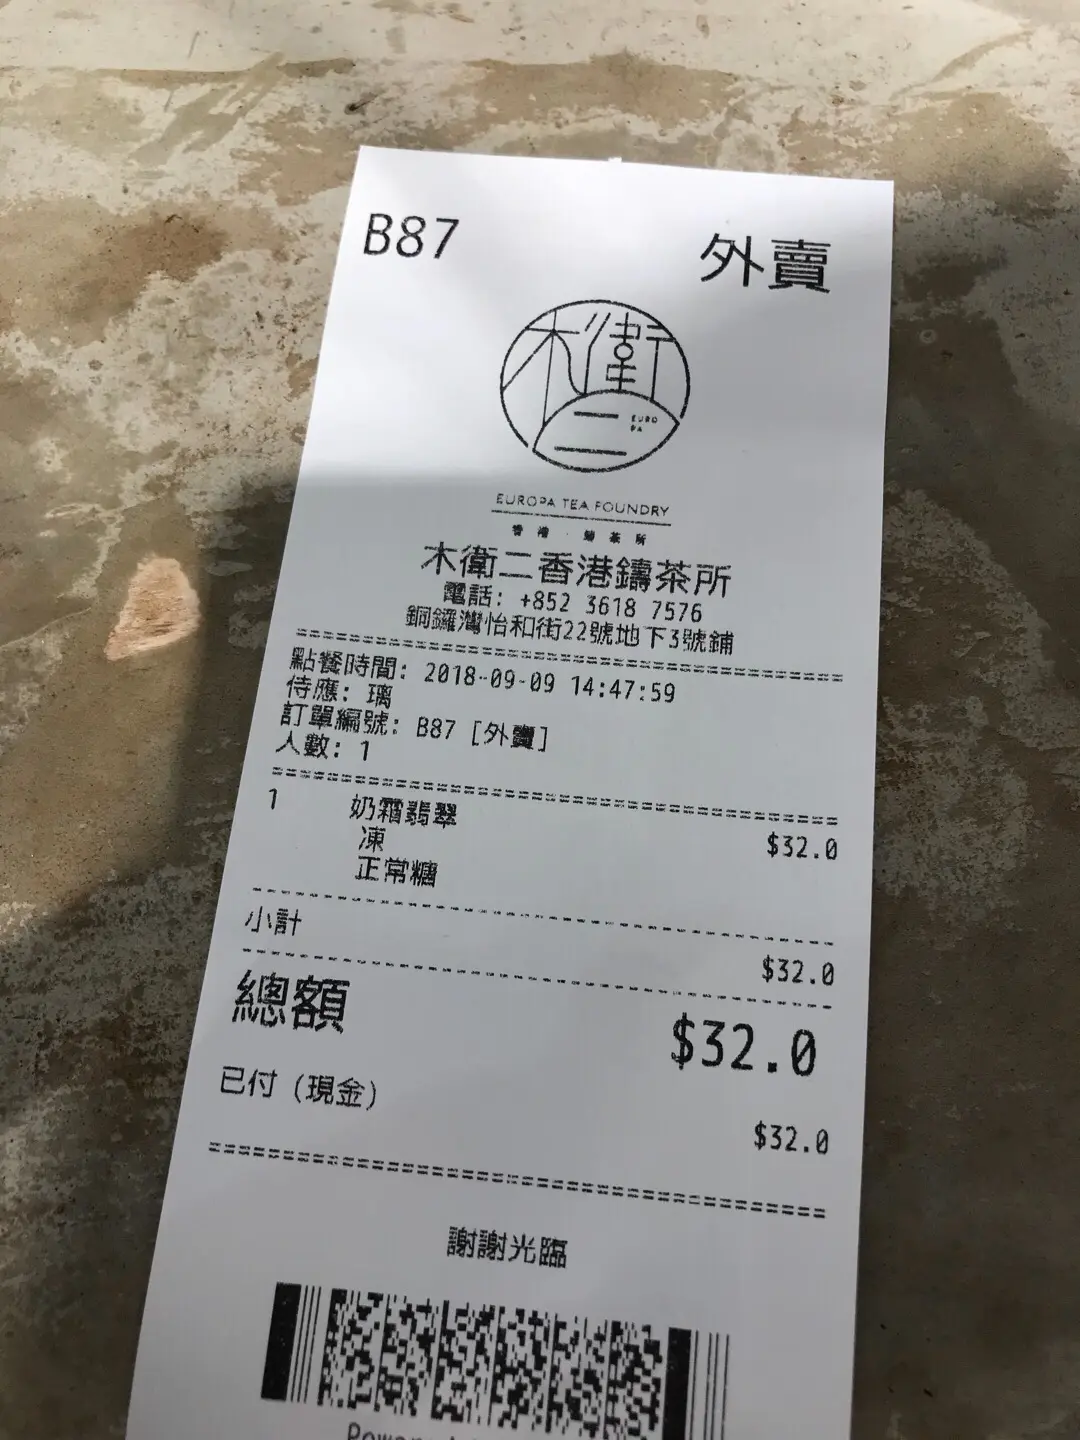 B87 外賣
木衛二
EURO
PA
EUROPA TEA FOUNDRY
香港·鑄茶所
木衛二香港鑄茶所
電話: +852 3618 7576
銅鑼灣怡和街22號地下3號鋪
點餐時間: 2018-09-09 14:47:59
侍應: 璃
訂單編號: B87 [外賣]
人數: 1
1 奶霜翡翠 $32.0
凍
正常糖
小計 $32.0
總額 $32.0
已付 (現金) $32.0
謝謝光臨